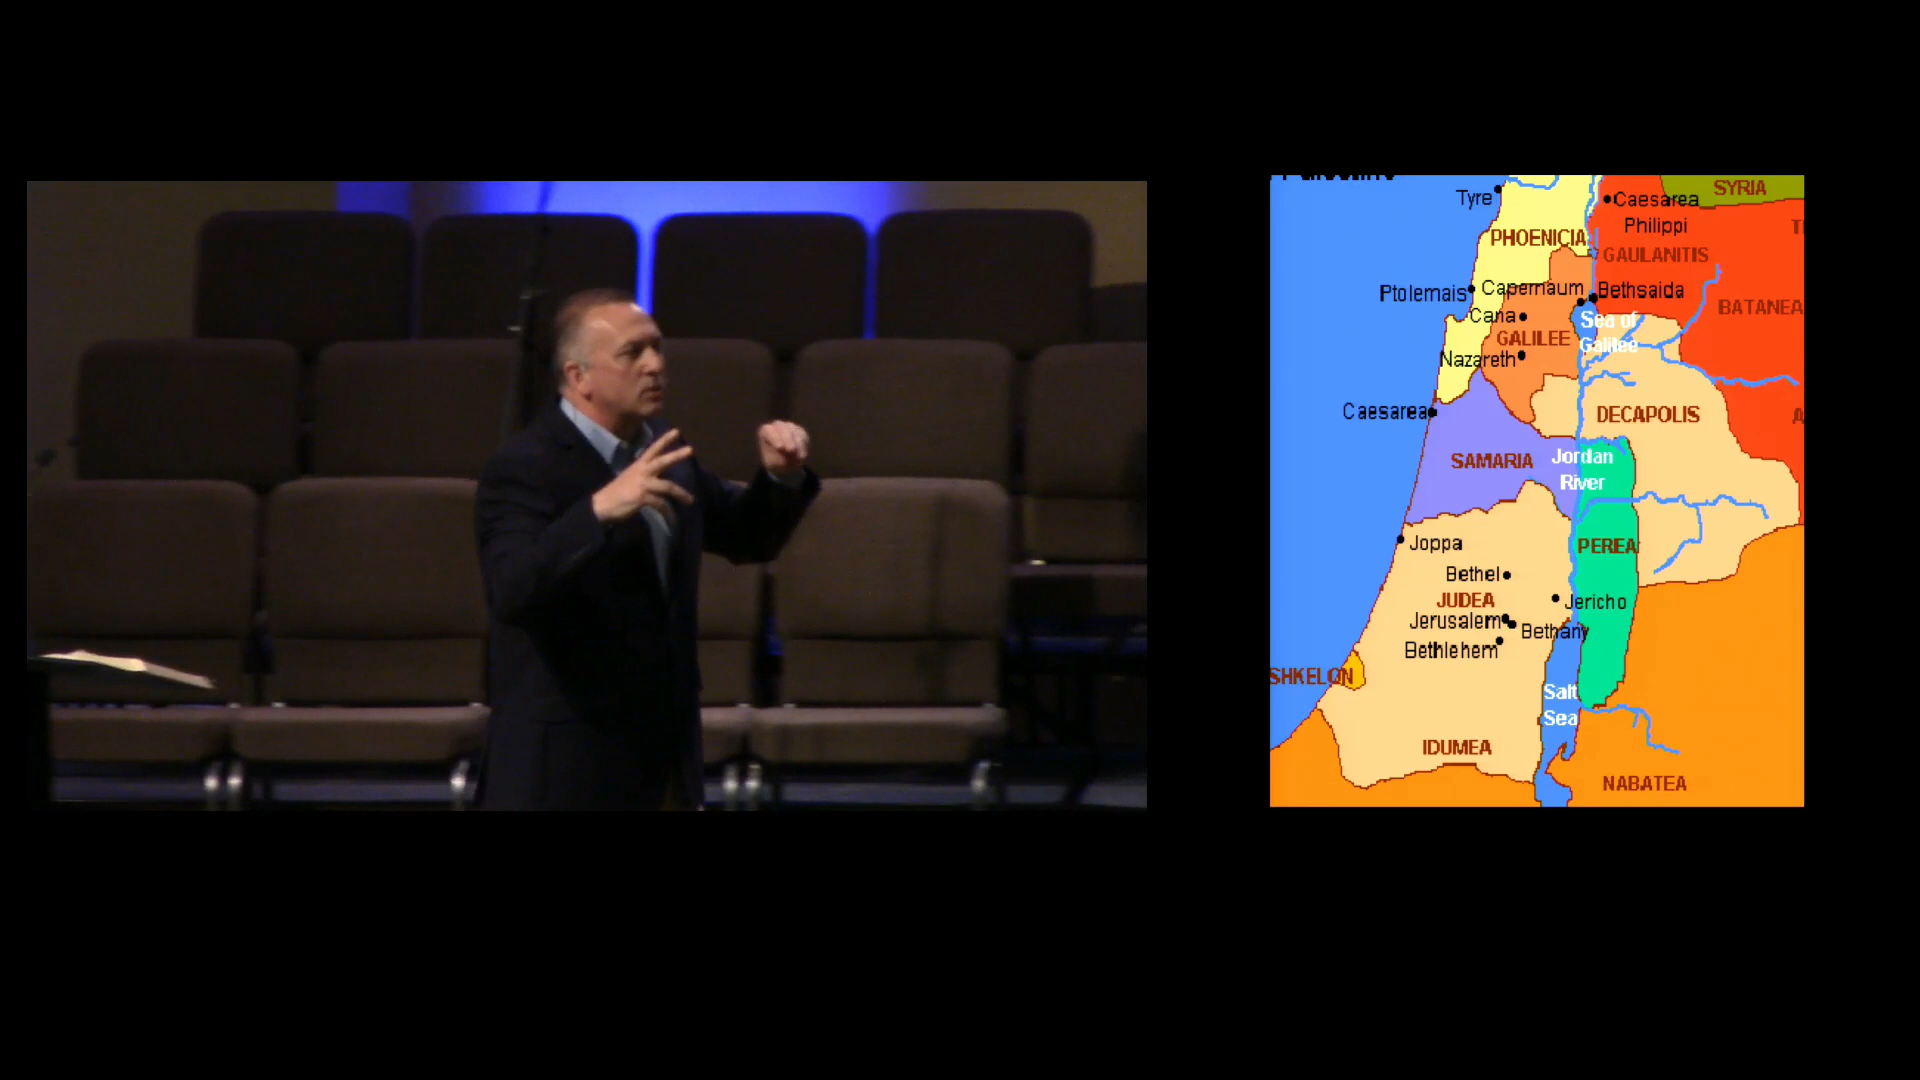 Tyre
SYRIA
Caesarea
Philippi
PHOENICIA
GAULANITIS
Ptolemais
Capernaum
Bethsaida
BATANEA
Cana
Sea of
Galilee
GALILEE
Nazareth
Caesarea
DECAPOLIS
SAMARIA
Jordan
River
Joppa
PEREA
Bethel
JUDEA
Jericho
Jerusalem
Bethany
Bethlehem
SHKELON
Salt
Sea
IDUMEA
NABATEA